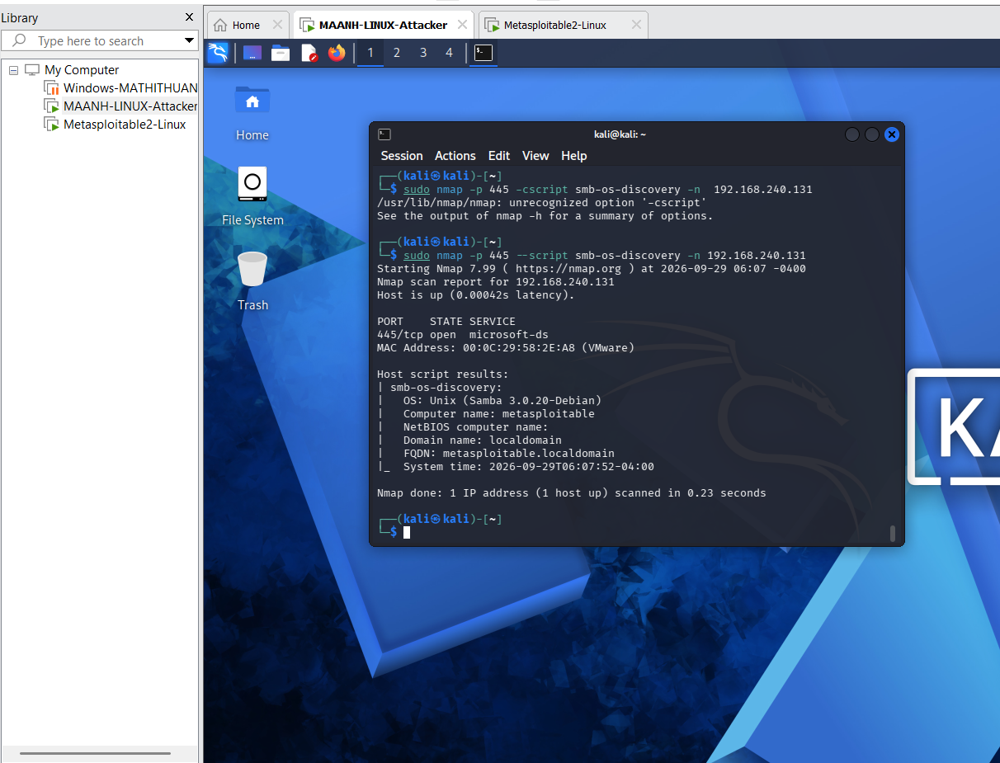 Library
Type here to search
My Computer
Windows-MATHITHUAN
MAANH-LINUX-Attacker
Metasploitable2-Linux
Home
MAANH-LINUX-Attacker
Metasploitable2-Linux
1 2 3 4
Home
File System
Trash
kali@kali: ~
Session Actions Edit View Help
┌──(kali㉿kali)-[~]
└─$ sudo nmap -p 445 -cscript smb-os-discovery -n  192.168.240.131
/usr/lib/nmap/nmap: unrecognized option '-cscript'
See the output of nmap -h for a summary of options.
┌──(kali㉿kali)-[~]
└─$ sudo nmap -p 445 --script smb-os-discovery -n 192.168.240.131
Starting Nmap 7.99 ( https://nmap.org ) at 2026-09-29 06:07 -0400
Nmap scan report for 192.168.240.131
Host is up (0.00042s latency).
PORT    STATE SERVICE
445/tcp open  microsoft-ds
MAC Address: 00:0C:29:58:2E:A8 (VMware)
Host script results:
| smb-os-discovery:
|   OS: Unix (Samba 3.0.20-Debian)
|   Computer name: metasploitable
|   NetBIOS computer name:
|   Domain name: localdomain
|   FQDN: metasploitable.localdomain
|_  System time: 2026-09-29T06:07:52-04:00
Nmap done: 1 IP address (1 host up) scanned in 0.23 seconds
┌──(kali㉿kali)-[~]
└─$
KA